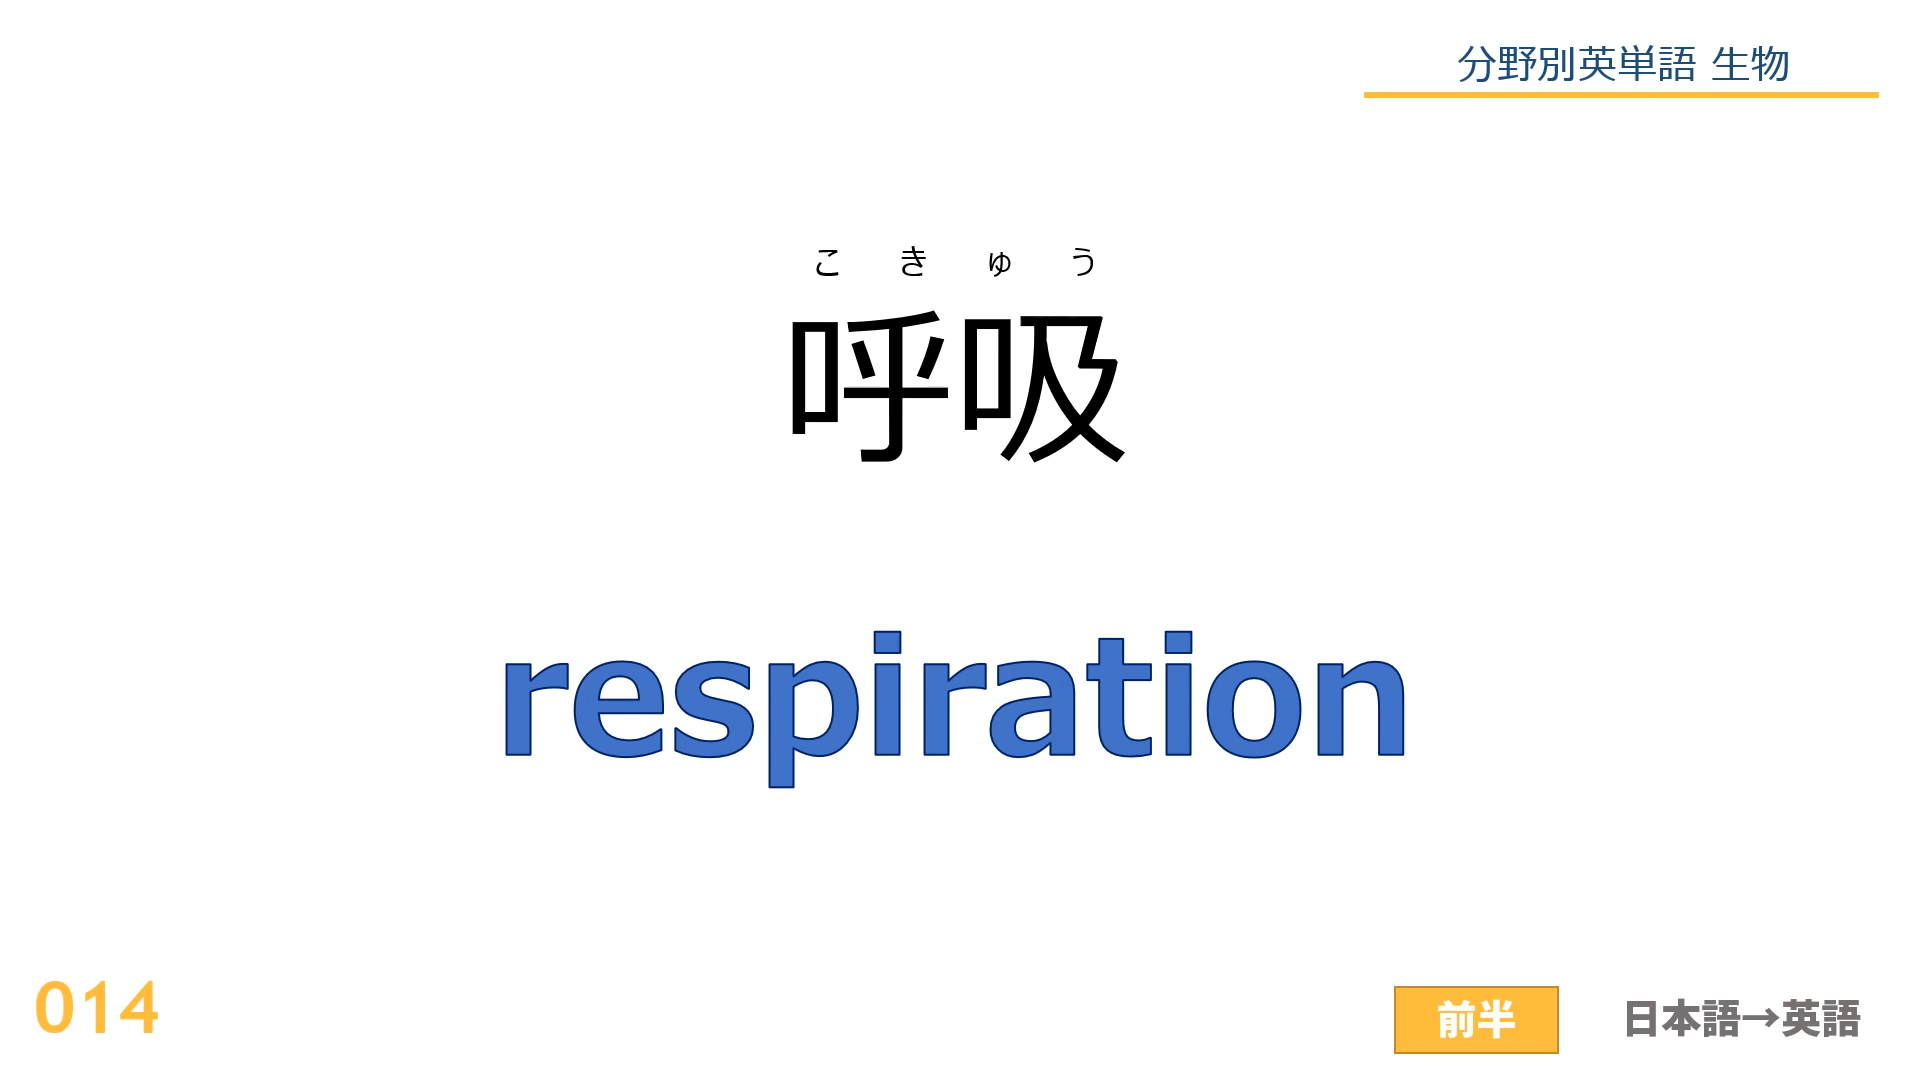 分野別英単語 生物
こきゅう
呼吸
respiration
014
前半
日本語→英語